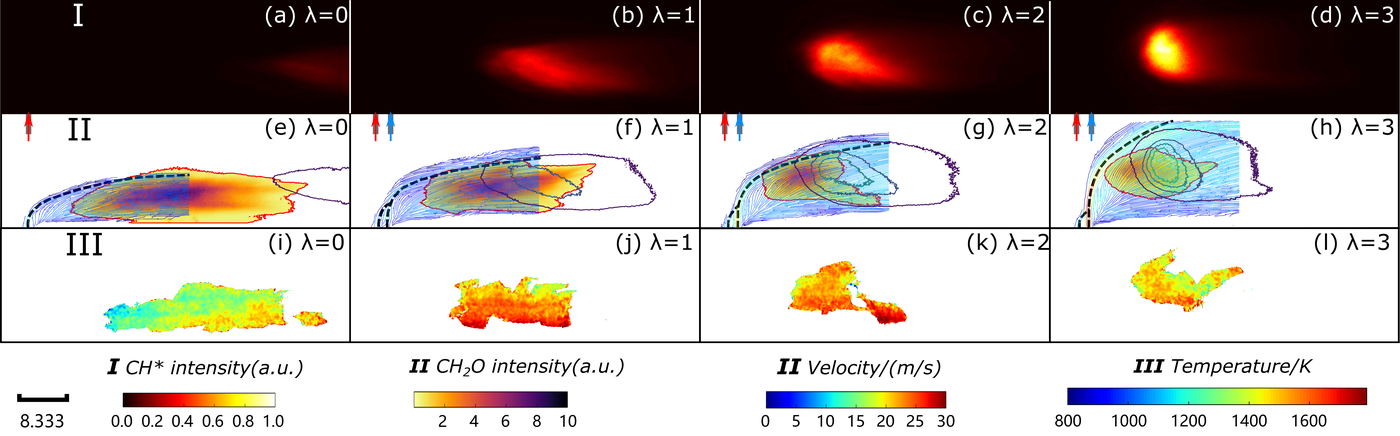 I (a) λ=0 (b) λ=1 (c) λ=2 (d) λ=3
II (e) λ=0 (f) λ=1 (g) λ=2 (h) λ=3
III (i) λ=0 (j) λ=1 (k) λ=2 (l) λ=3
I CH* intensity(a.u.) II CH₂O intensity(a.u.) II Velocity/(m/s) III Temperature/K
8.333 0.0 0.2 0.4 0.6 0.8 1.0 2 4 6 8 10 0 5 10 15 20 25 30 800 1000 1200 1400 1600